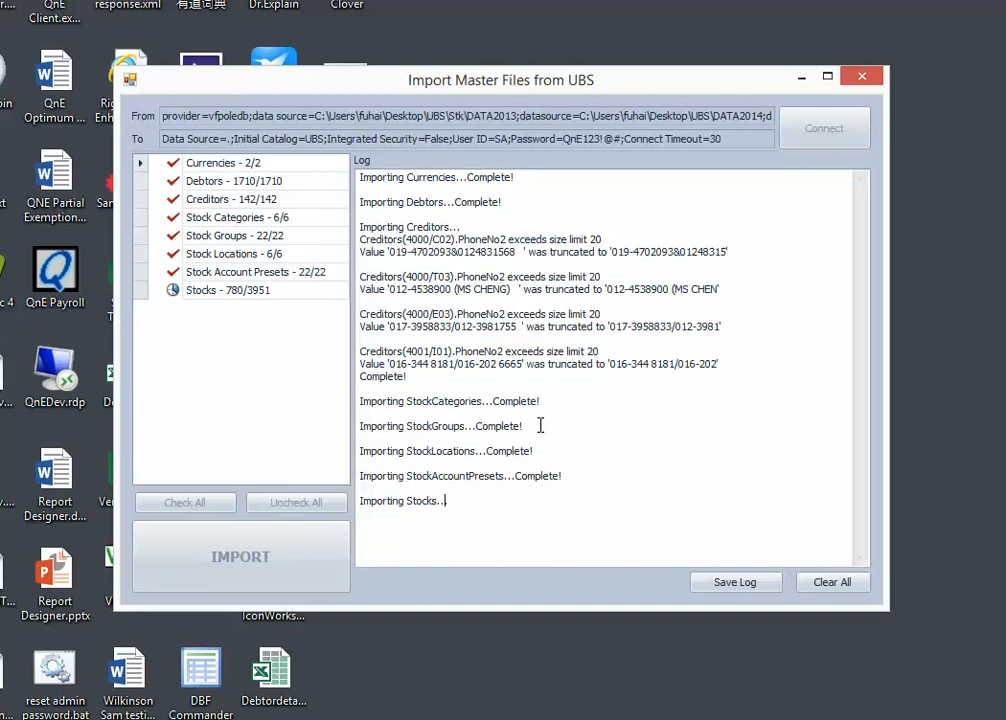 QnE
Client.ex...
response.xml
有道词典
Dr.Explain
Clover
Import Master Files from UBS
From
provider=vfpoledb;data source=C:\Users\fuhai\Desktop\UBS\Stk\DATA2013;datasource=C:\Users\fuhai\Desktop\UBS\DATA2014;d
Connect
To
Data Source=.;Initial Catalog=UBS;Integrated Security=False;User ID=SA;Password=QnE123!@#;Connect Timeout=30
Log
Currencies - 2/2
Debtors - 1710/1710
Creditors - 142/142
Stock Categories - 6/6
Stock Groups - 22/22
Stock Locations - 6/6
Stock Account Presets - 22/22
Stocks - 780/3951
Importing Currencies...Complete!
Importing Debtors...Complete!
Importing Creditors...
Creditors(4000/C02).PhoneNo2 exceeds size limit 20
Value '019-4702093&0124831568   ' was truncated to '019-4702093&01248315'
Creditors(4000/T03).PhoneNo2 exceeds size limit 20
Value '012-4538900 (MS CHENG)   ' was truncated to '012-4538900 (MS CHEN'
Creditors(4000/E03).PhoneNo2 exceeds size limit 20
Value '017-3958833/012-3981755  ' was truncated to '017-3958833/012-3981'
Creditors(4001/I01).PhoneNo2 exceeds size limit 20
Value '016-344 8181/016-202 6665' was truncated to '016-344 8181/016-202'
Complete!
Importing StockCategories...Complete!
Importing StockGroups...Complete!
Importing StockLocations...Complete!
Importing StockAccountPresets...Complete!
Importing Stocks..
Check All
Uncheck All
IMPORT
Save Log
Clear All
QnE
Optimum ...
QNE Partial
Exemption...
QnE Payroll
QnEDev.rdp
Report
Designer.d...
Report
Designer.pptx
IconWorks...
reset admin
password.bat
Wilkinson
Sam testi...
DBF
Commander
Debtordeta...